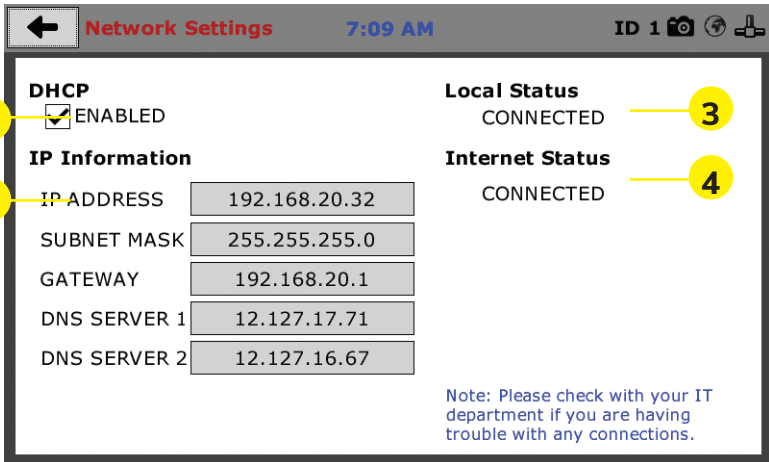 Network Settings 7:09 AM ID 1
DHCP
ENABLED
IP Information
IP ADDRESS 192.168.20.32
SUBNET MASK 255.255.255.0
GATEWAY 192.168.20.1
DNS SERVER 1 12.127.17.71
DNS SERVER 2 12.127.16.67
Local Status
CONNECTED
3
Internet Status
CONNECTED
4
Note: Please check with your IT
department if you are having
trouble with any connections.